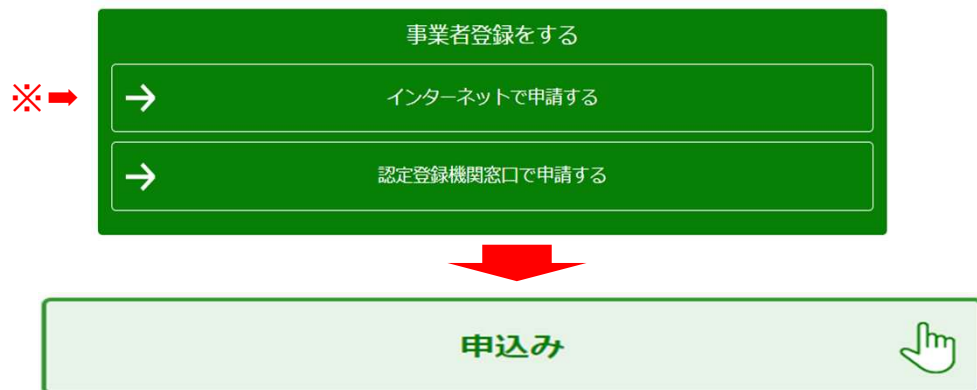 事業者登録をする
※
インターネットで申請する
認定登録機関窓口で申請する
申込み